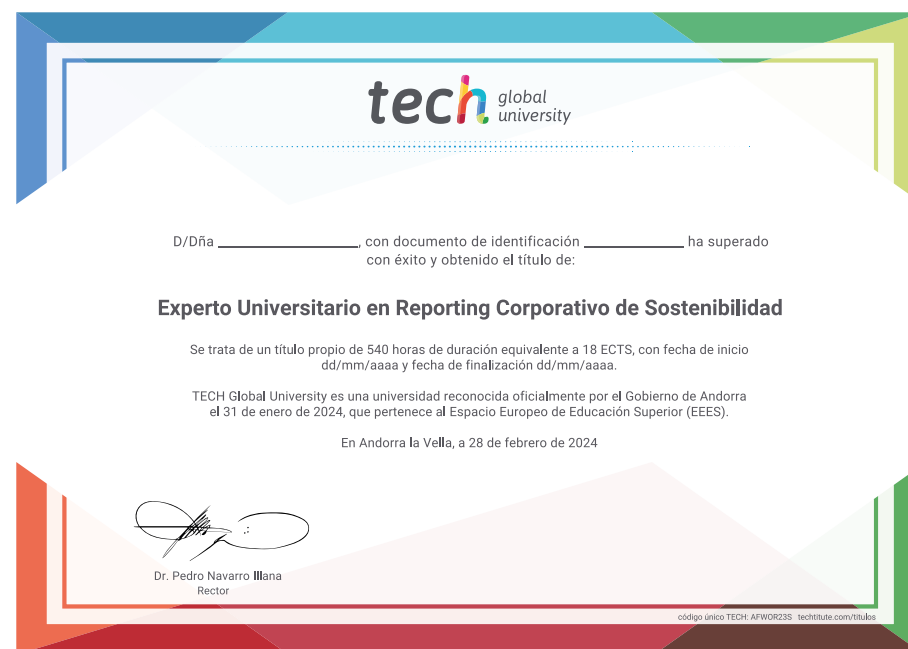 tech global university
D/Dña ____________________, con documento de identificación ______________ ha superado
con éxito y obtenido el título de:
Experto Universitario en Reporting Corporativo de Sostenibilidad
Se trata de un título propio de 540 horas de duración equivalente a 18 ECTS, con fecha de inicio
dd/mm/aaaa y fecha de finalización dd/mm/aaaa.
TECH Global University es una universidad reconocida oficialmente por el Gobierno de Andorra
el 31 de enero de 2024, que pertenece al Espacio Europeo de Educación Superior (EEES).
En Andorra la Vella, a 28 de febrero de 2024
Dr. Pedro Navarro Illana
Rector
código único TECH: AFWOR23S techtitute.com/titulos